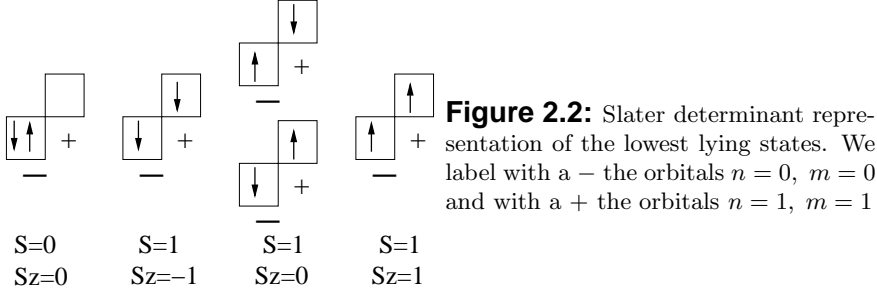 +
−
+
−
+
−
+
−
+
−
S=0
Sz=0
S=1
Sz=−1
S=1
Sz=0
S=1
Sz=1
Figure 2.2: Slater determinant repre-
sentation of the lowest lying states. We
label with a − the orbitals n = 0, m = 0
and with a + the orbitals n = 1, m = 1